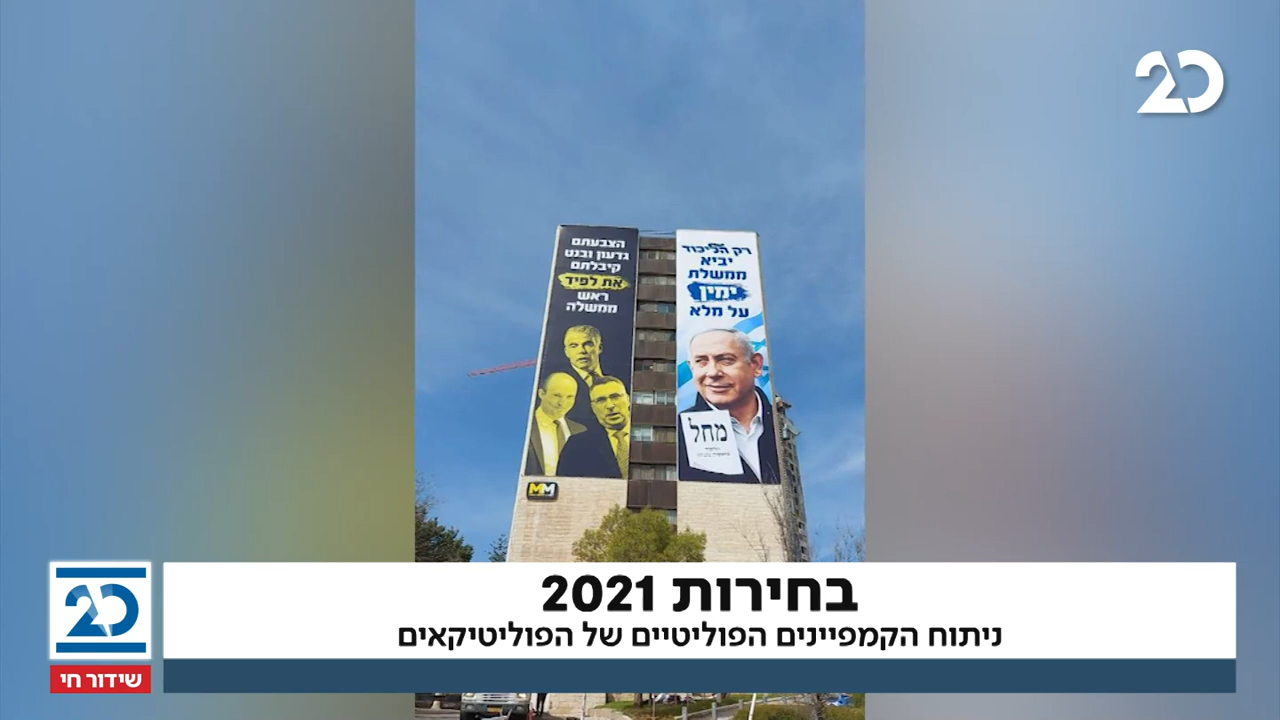 20
הצבעתם
גדעון ובנט
קיבלתם
את לפיד
ראש
ממשלה
רק הליכוד
יביא
ממשלת
ימין
על מלא
מחל
MM
בחירות 2021
ניתוח הקמפיינים הפוליטיים של הפוליטיקאים
20
שידור חי